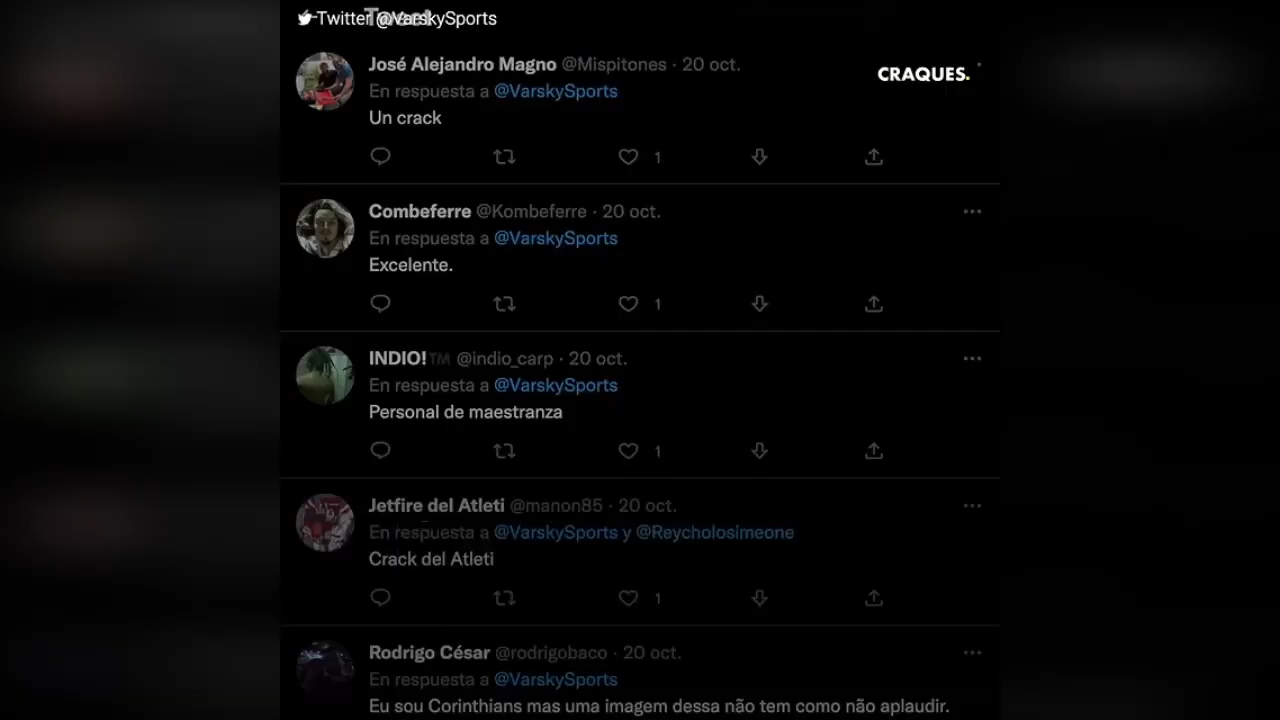 Twitter @VarskySports
Tweet
José Alejandro Magno @Mispitones · 20 oct.
CRAQUES.
En respuesta a @VarskySports
Un crack
1
Combeferre @Kombeferre · 20 oct.
En respuesta a @VarskySports
Excelente.
1
INDIO!™ @indio_carp · 20 oct.
En respuesta a @VarskySports
Personal de maestranza
1
Jetfire del Atleti @manon85 · 20 oct.
En respuesta a @VarskySports y @Reycholosimeone
Crack del Atleti
1
Rodrigo César @rodrigobaco · 20 oct.
En respuesta a @VarskySports
Eu sou Corinthians mas uma imagem dessa não tem como não aplaudir.